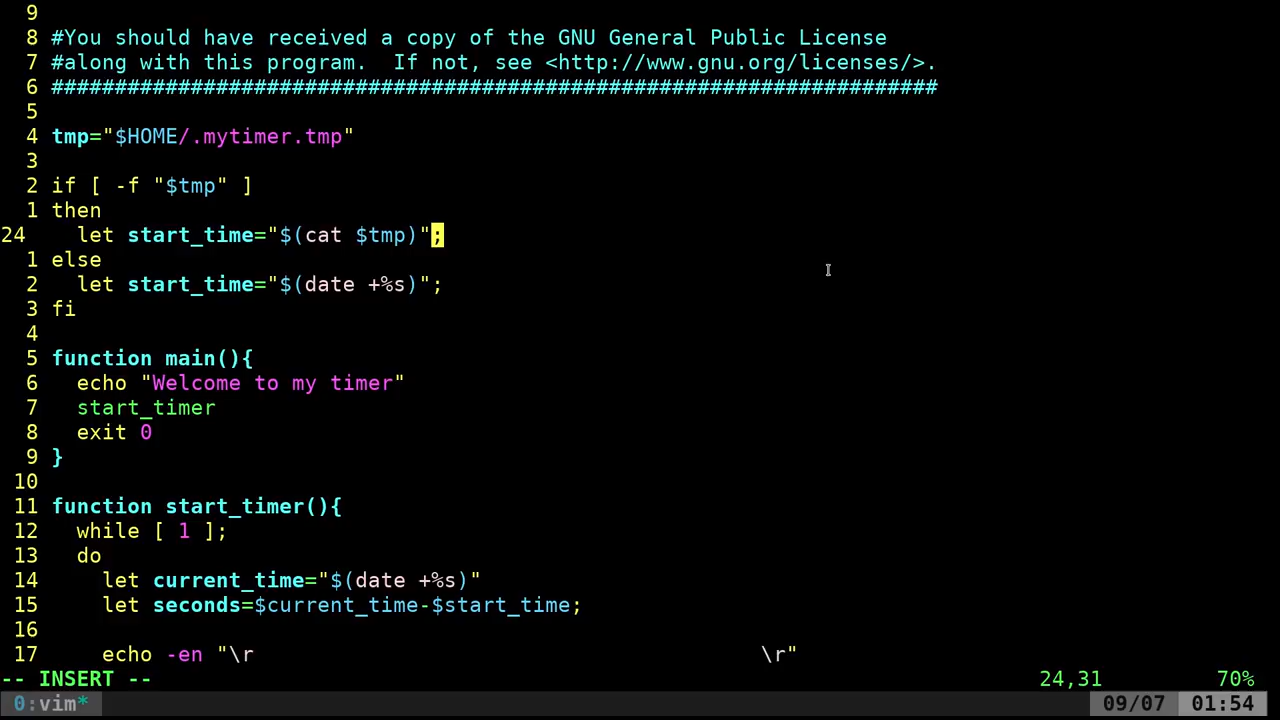 9
8 #You should have received a copy of the GNU General Public License
7 #along with this program.  If not, see <http://www.gnu.org/licenses/>.
6 ######################################################################
5
4 tmp="$HOME/.mytimer.tmp"
3
2 if [ -f "$tmp" ]
1 then
24   let start_time="$(cat $tmp)";
1 else
2   let start_time="$(date +%s)";
3 fi
4
5 function main(){
6   echo "Welcome to my timer"
7   start_timer
8   exit 0
9 }
10
11 function start_timer(){
12   while [ 1 ];
13   do
14     let current_time="$(date +%s)"
15     let seconds=$current_time-$start_time;
16
17     echo -en "\r                                        \r"
-- INSERT -- 24,31 70%
0:vim* 09/07 01:54